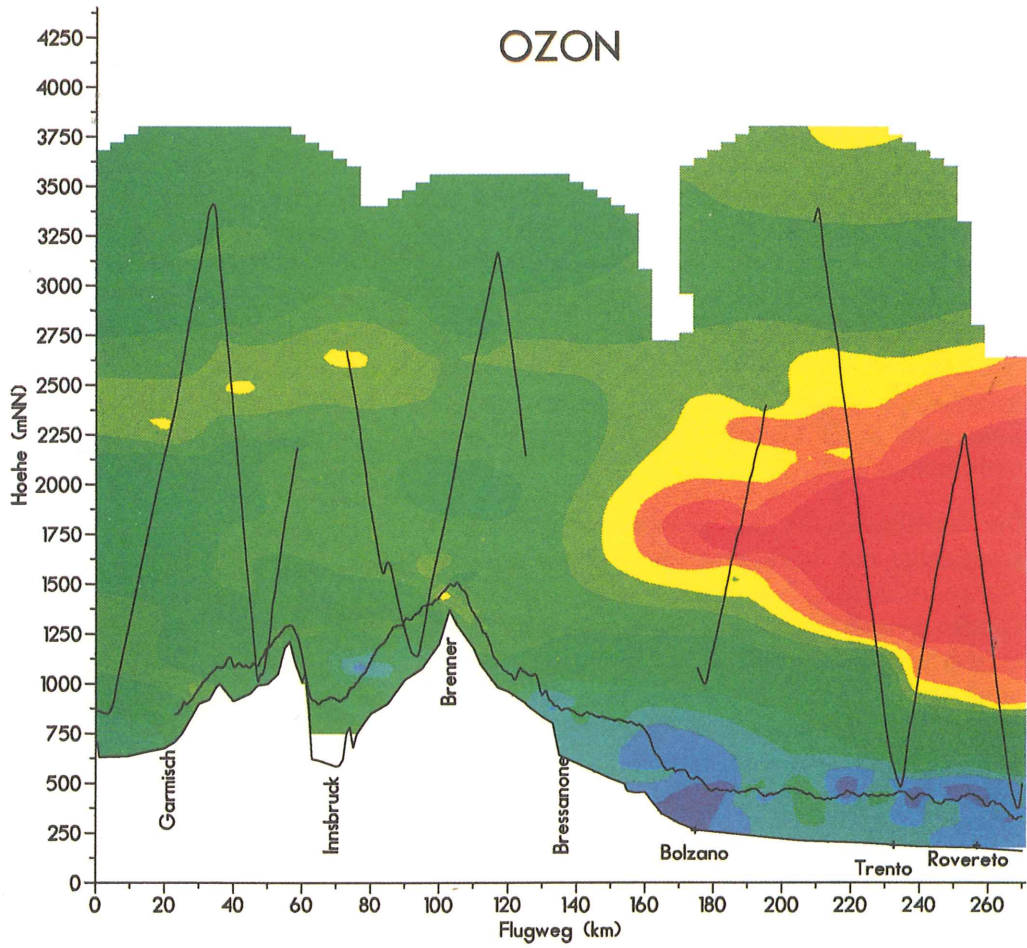 OZON
4250
4000
3750
3500
3250
3000
2750
2500
2250
2000
1750
1500
1250
1000
750
500
250
0
Hoehe (mNN)
Garmisch
Innsbruck
Brenner
Bressanone
Bolzano
Trento
Rovereto
0 20 40 60 80 100 120 140 160 180 200 220 240 260
Flugweg (km)